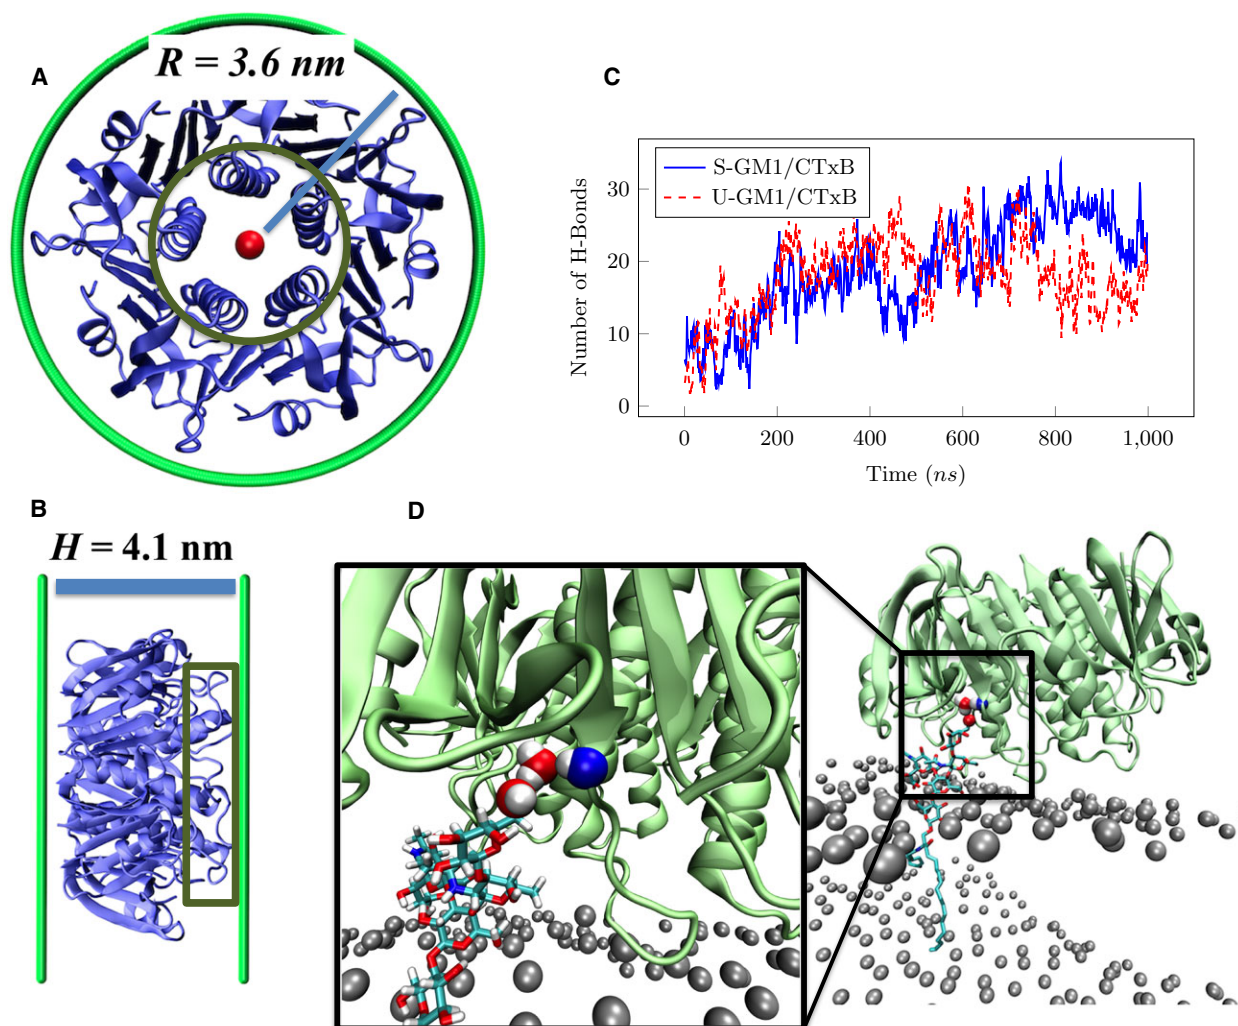 A
R = 3.6 nm
B
H = 4.1 nm
C
S-GM1/CTxB
U-GM1/CTxB
Number of H-Bonds
30
20
10
0
0 200 400 600 800 1,000
Time (ns)
D